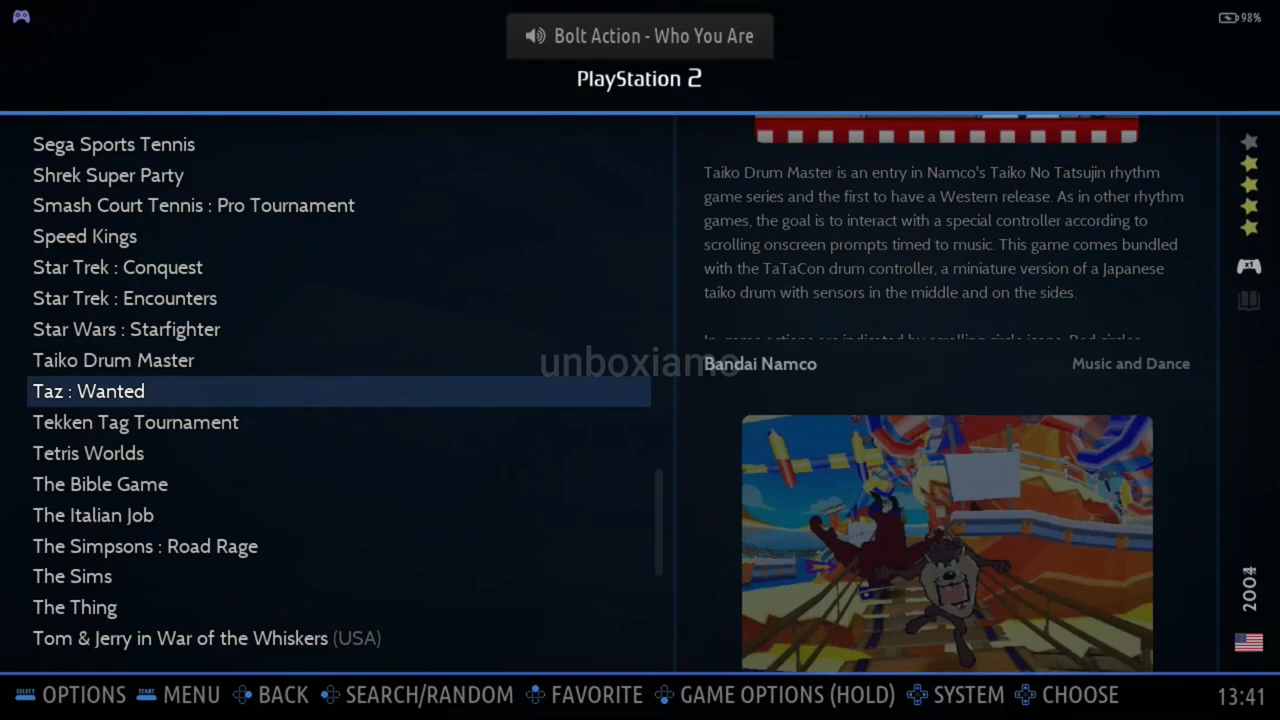 Bolt Action - Who You Are
98%
PlayStation 2
Sega Sports Tennis
Shrek Super Party
Smash Court Tennis : Pro Tournament
Speed Kings
Star Trek : Conquest
Star Trek : Encounters
Star Wars : Starfighter
Taiko Drum Master
Taz : Wanted
Tekken Tag Tournament
Tetris Worlds
The Bible Game
The Italian Job
The Simpsons : Road Rage
The Sims
The Thing
Tom & Jerry in War of the Whiskers (USA)
Taiko Drum Master is an entry in Namco's Taiko No Tatsujin rhythm
game series and the first to have a Western release. As in other rhythm
games, the goal is to interact with a special controller according to
scrolling onscreen prompts timed to music. This game comes bundled
with the TaTaCon drum controller, a miniature version of a Japanese
taiko drum with sensors in the middle and on the sides.
unboxiamo
Bandai Namco
Music and Dance
x1
2004
SELECT OPTIONS START MENU BACK SEARCH/RANDOM FAVORITE GAME OPTIONS (HOLD) SYSTEM CHOOSE 13:41